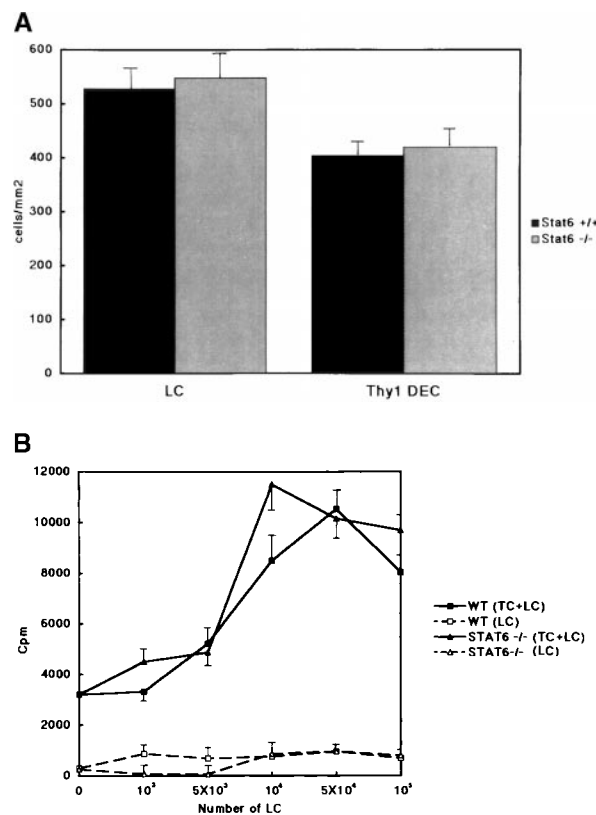 A
600
500
400
300
200
100
0
cells/mm2
LC
Thy1 DEC
Stat6 +/+
Stat6 -/-
B
12000
10000
8000
6000
4000
2000
0
Cpm
0
10³
5X10³
10⁴
5X10⁴
10⁵
Number of LC
WT (TC+LC)
WT (LC)
STAT6 -/- (TC+LC)
STAT6-/- (LC)